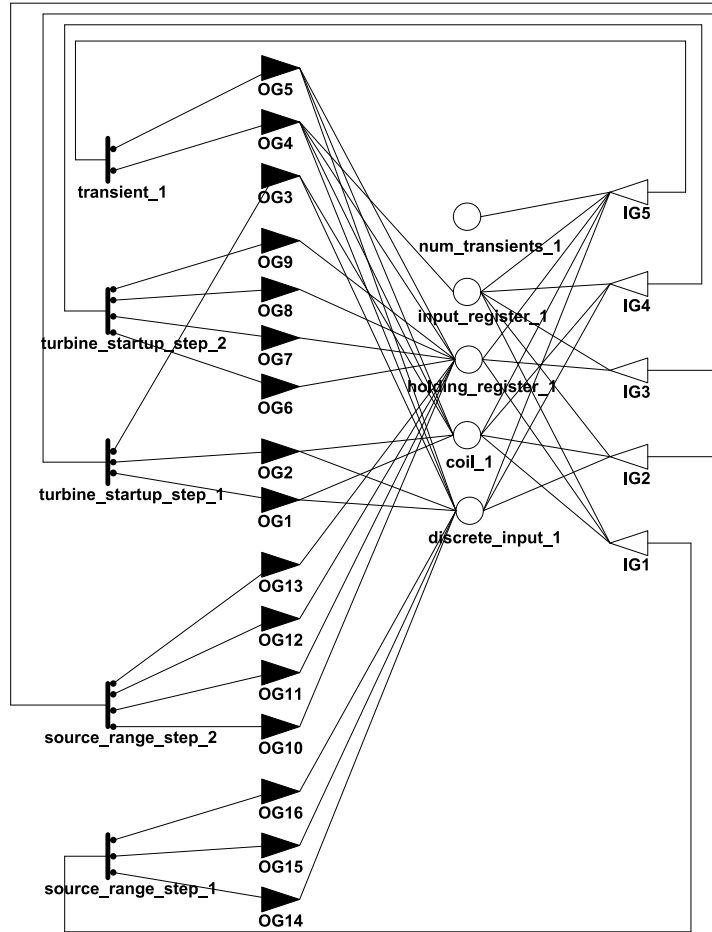 OG5
OG4
transient_1
OG3
IG5
num_transients_1
OG9
IG4
OG8
input_register_1
turbine_startup_step_2
OG7
holding_register_1
IG3
OG6
coil_1
OG2
IG2
turbine_startup_step_1
OG1
discrete_input_1
IG1
OG13
OG12
OG11
source_range_step_2
OG10
OG16
OG15
source_range_step_1
OG14